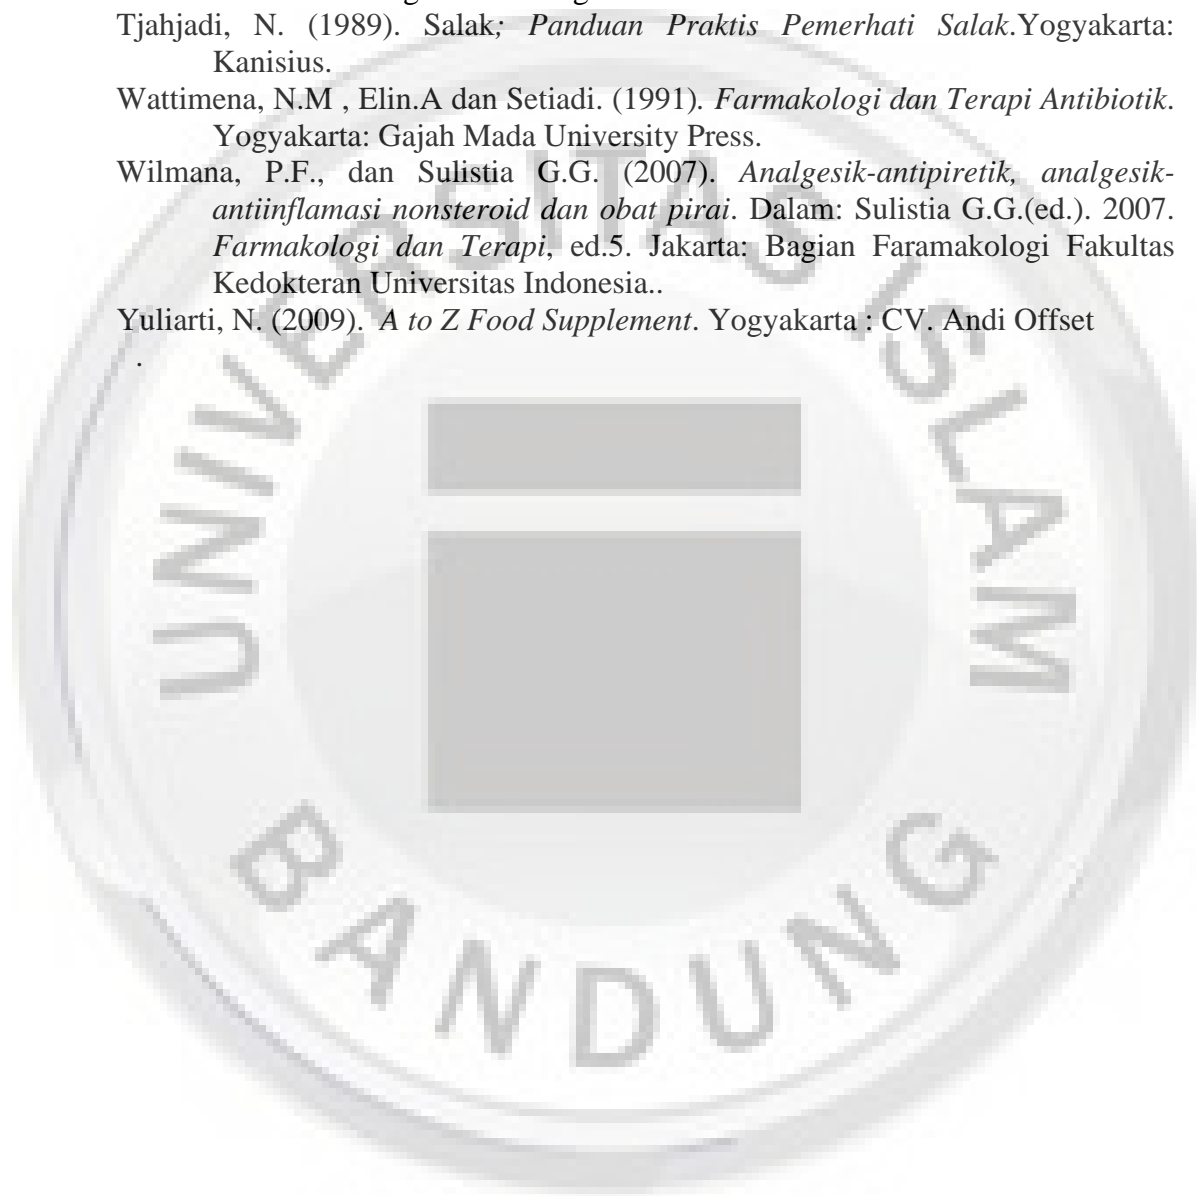 Tjahjadi, N. (1989). Salak; Panduan Praktis Pemerhati Salak.Yogyakarta:
Kanisius.
Wattimena, N.M , Elin.A dan Setiadi. (1991). Farmakologi dan Terapi Antibiotik.
Yogyakarta: Gajah Mada University Press.
Wilmana, P.F., dan Sulistia G.G. (2007). Analgesik-antipiretik, analgesik-
antiinflamasi nonsteroid dan obat pirai. Dalam: Sulistia G.G.(ed.). 2007.
Farmakologi dan Terapi, ed.5. Jakarta: Bagian Faramakologi Fakultas
Kedokteran Universitas Indonesia..
Yuliarti, N. (2009). A to Z Food Supplement. Yogyakarta : CV. Andi Offset
.
UNIVERSITAS ISLAM
BANDUNG